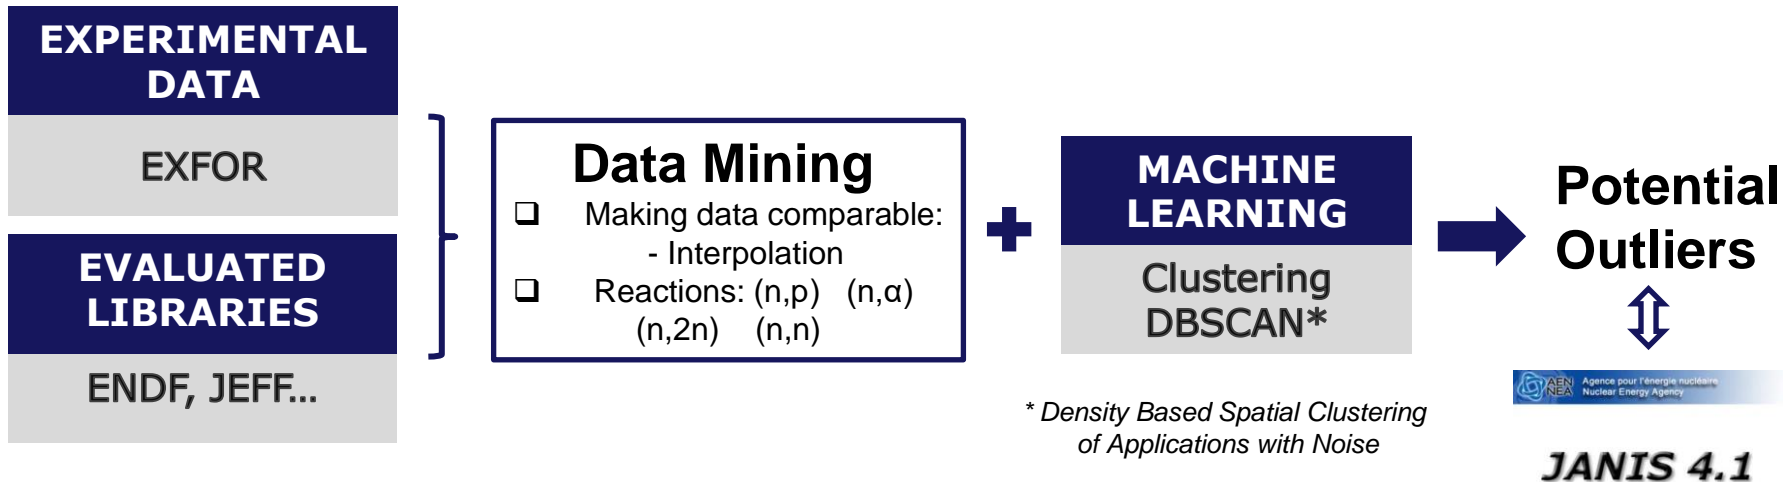 EXPERIMENTAL
DATA
EXFOR
EVALUATED
LIBRARIES
ENDF, JEFF...
Data Mining
❑ Making data comparable:
- Interpolation
❑ Reactions: (n,p) (n,α)
(n,2n) (n,n)
MACHINE
LEARNING
Clustering
DBSCAN*
* Density Based Spatial Clustering
of Applications with Noise
Potential
Outliers
AEN
NEA
Agence pour l'énergie nucléaire
Nuclear Energy Agency
JANIS 4.1